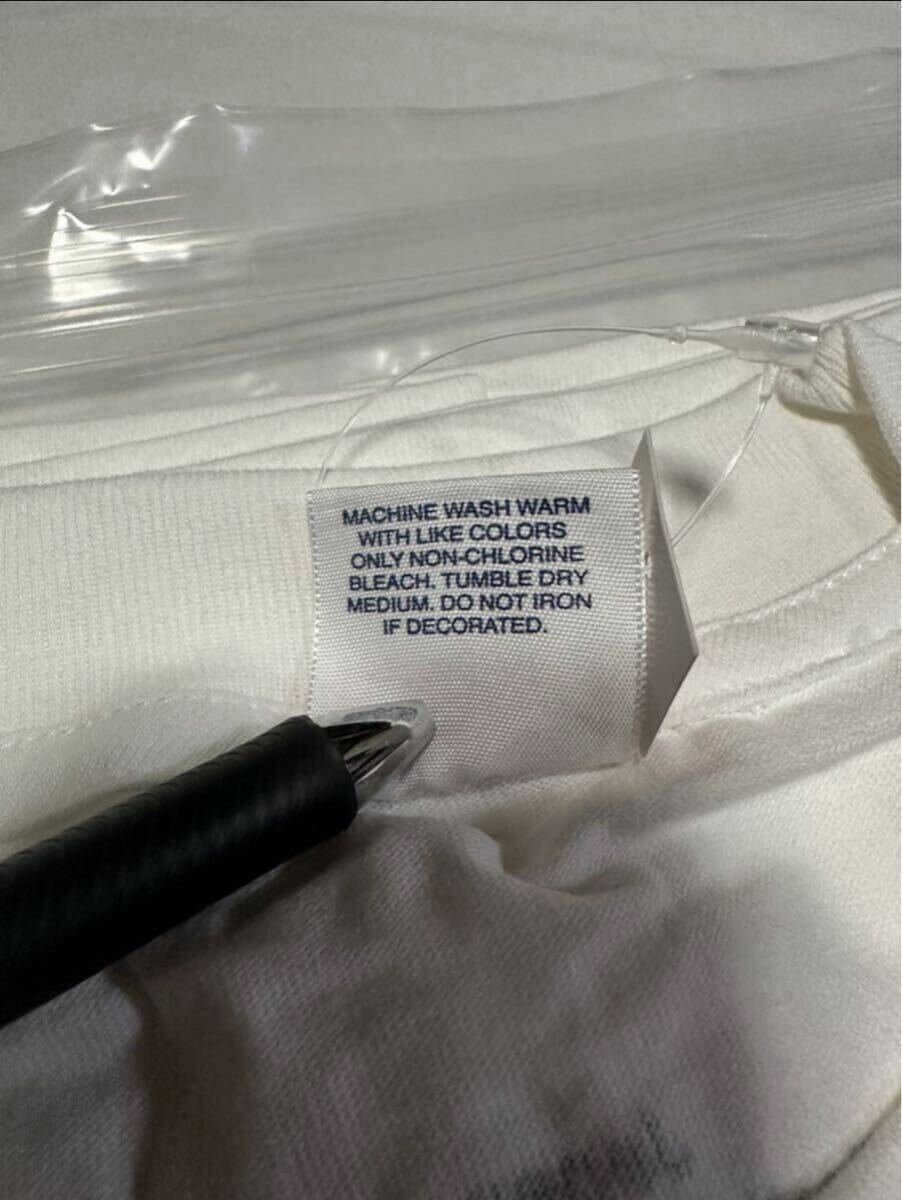 MACHINE WASH WARM
WITH LIKE COLORS
ONLY NON-CHLORINE
BLEACH. TUMBLE DRY
MEDIUM. DO NOT IRON
IF DECORATED.